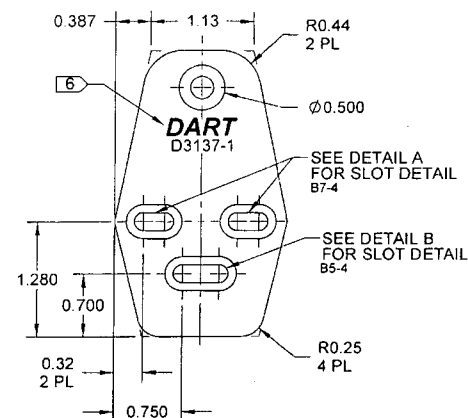 0.387
1.13
R0.44
2 PL
6
Ø0.500
DART
D3137-1
SEE DETAIL A
FOR SLOT DETAIL
B7-4
SEE DETAIL B
FOR SLOT DETAIL
B5-4
1.280
0.700
0.32
2 PL
R0.25
4 PL
0.750